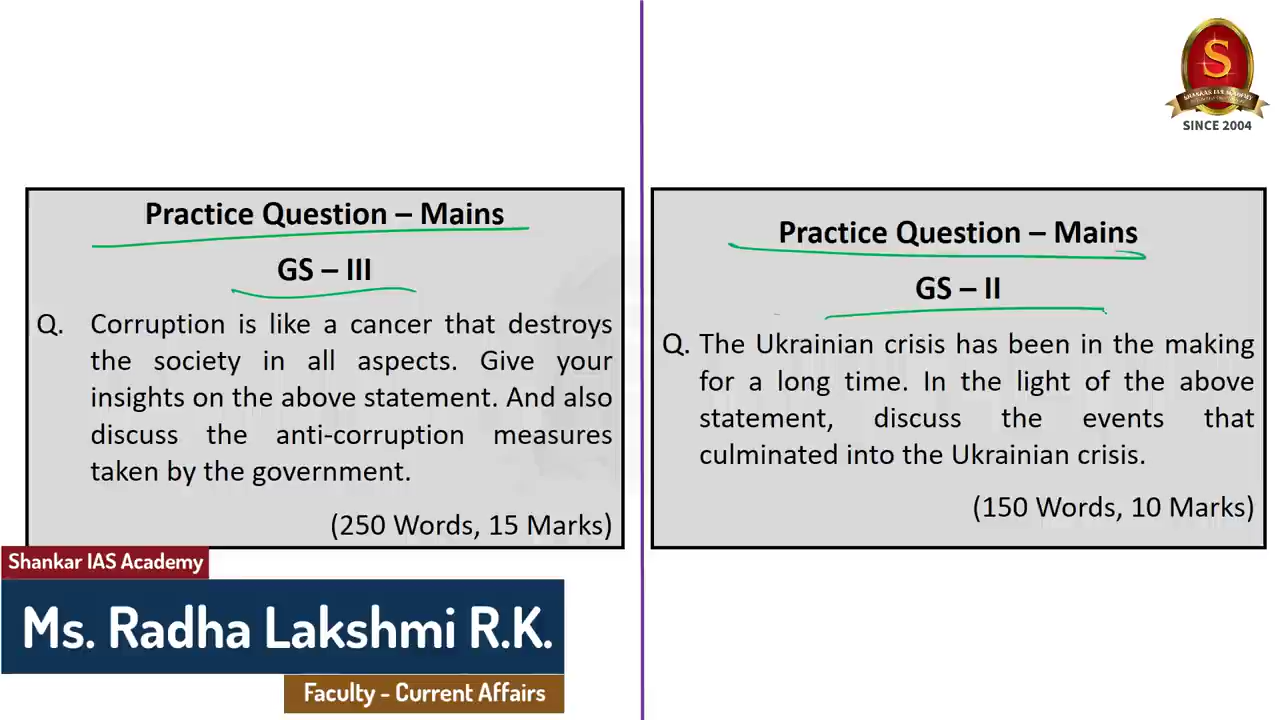 S
SHANKAR IAS ACADEMY
SINCE 2004
Practice Question – Mains
GS – III
Q. Corruption is like a cancer that destroys
the society in all aspects. Give your
insights on the above statement. And also
discuss the anti-corruption measures
taken by the government.
(250 Words, 15 Marks)
Practice Question – Mains
GS – II
Q. The Ukrainian crisis has been in the making
for a long time. In the light of the above
statement, discuss the events that
culminated into the Ukrainian crisis.
(150 Words, 10 Marks)
Shankar IAS Academy
Ms. Radha Lakshmi R.K.
Faculty - Current Affairs